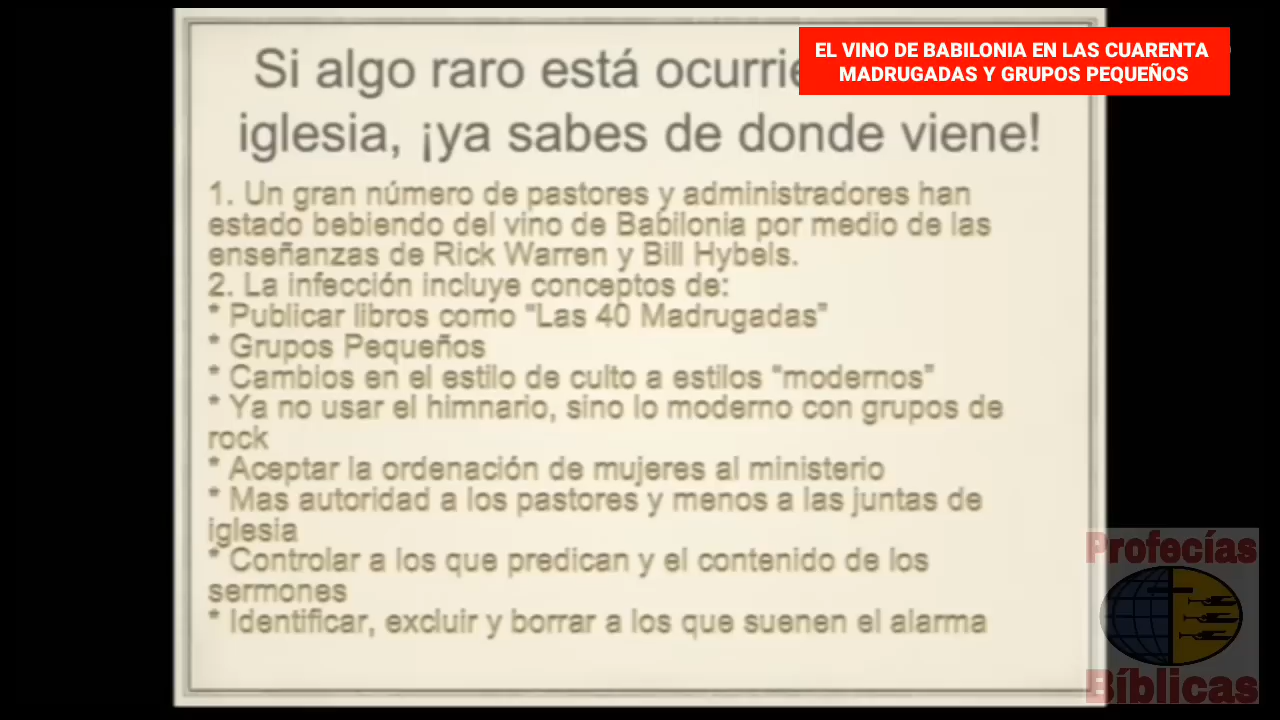 EL VINO DE BABILONIA EN LAS CUARENTA
MADRUGADAS Y GRUPOS PEQUEÑOS
Si algo raro está
iglesia, ¡ya sabes de donde viene!
1. Un gran número de pastores y administradores han
estado bebiendo del vino de Babilonia por medio de las
enseñanzas de Rick Warren y Bill Hybels.
2. La infección incluye conceptos de:
* Publicar libros como "Las 40 Madrugadas"
* Grupos Pequeños
* Cambios en el estilo de culto a estilos "modernos"
* Ya no usar el himnario, sino lo moderno con grupos de
rock
* Aceptar la ordenación de mujeres al ministerio
* Mas autoridad a los pastores y menos a las juntas de
iglesia
* Controlar a los que predican y el contenido de los
sermones
* Identificar, excluir y borrar a los que suenen el alarma
Profecías
Bíblicas